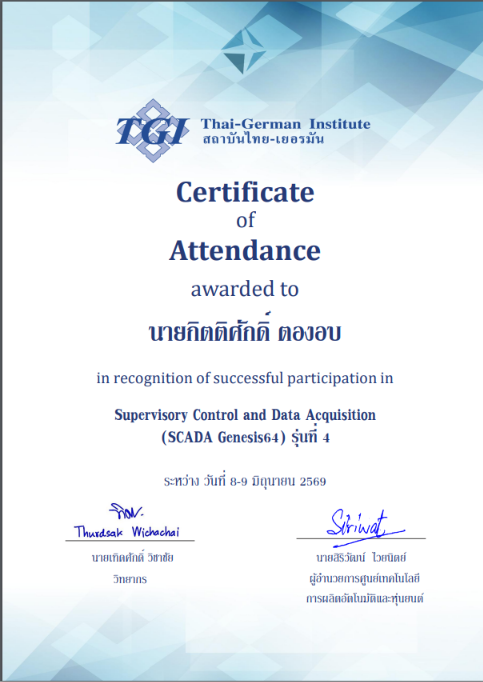 TGI
Thai-German Institute
สถาบันไทย-เยอรมัน
Certificate
of
Attendance
awarded to
นายกิตติศักดิ์ ตองอบ
in recognition of successful participation in
Supervisory Control and Data Acquisition
(SCADA Genesis64) รุ่นที่ 4
ระหว่าง วันที่ 8-9 มิถุนายน 2569
Thurdsak Wichachai
นายเทิดศักดิ์ วิชาชัย
วิทยากร
Siriwat
นายสิริวัฒน์ ไวยนิตย์
ผู้อำนวยการศูนย์เทคโนโลยี
การผลิตอัตโนมัติและหุ่นยนต์